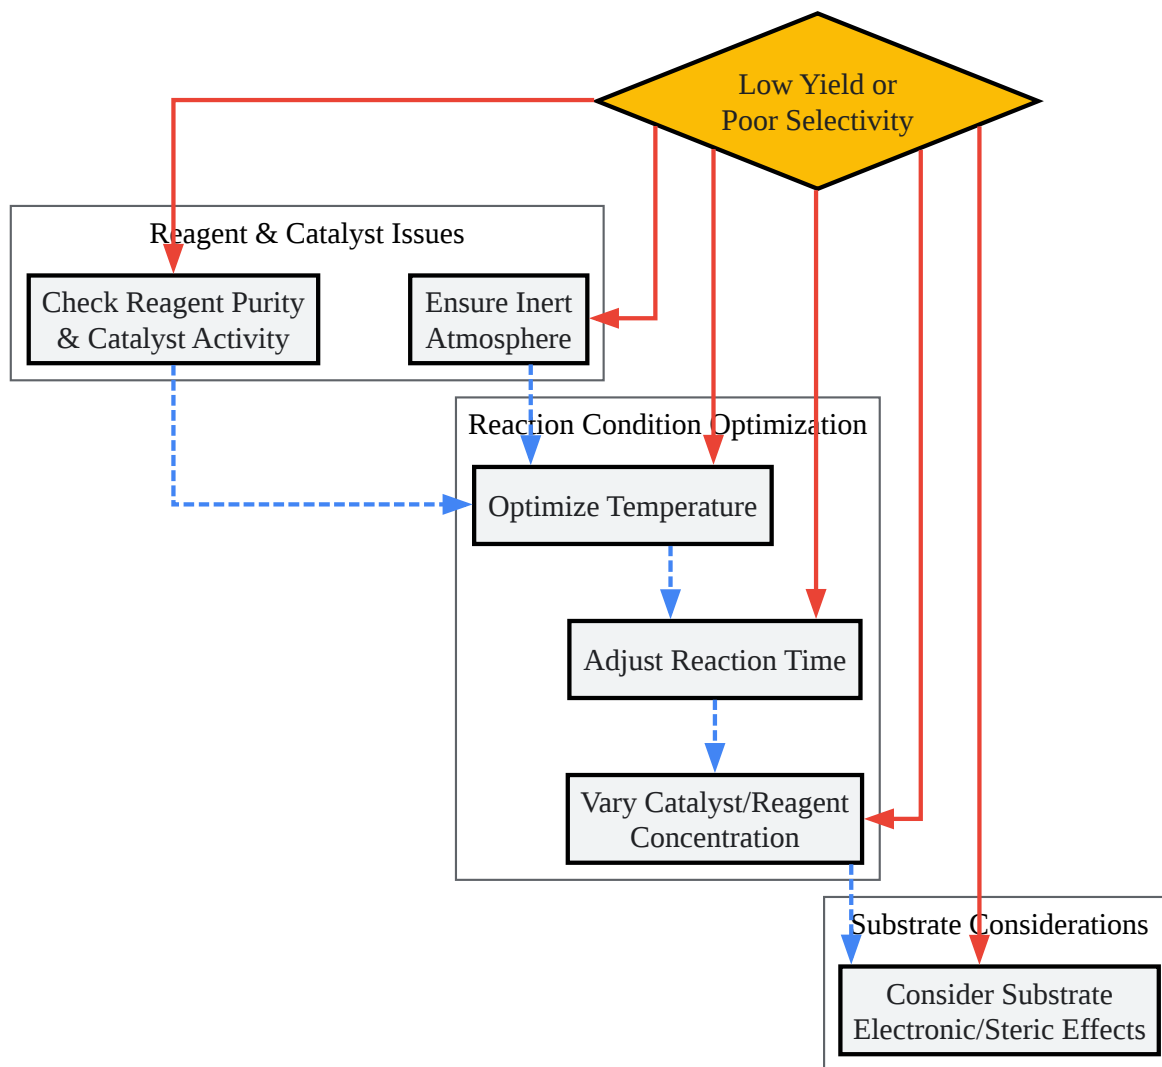 Low Yield or
Poor Selectivity
Reagent & Catalyst Issues
Check Reagent Purity
& Catalyst Activity
Ensure Inert
Atmosphere
Reaction Condition Optimization
Optimize Temperature
Adjust Reaction Time
Vary Catalyst/Reagent
Concentration
Substrate Considerations
Consider Substrate
Electronic/Steric Effects